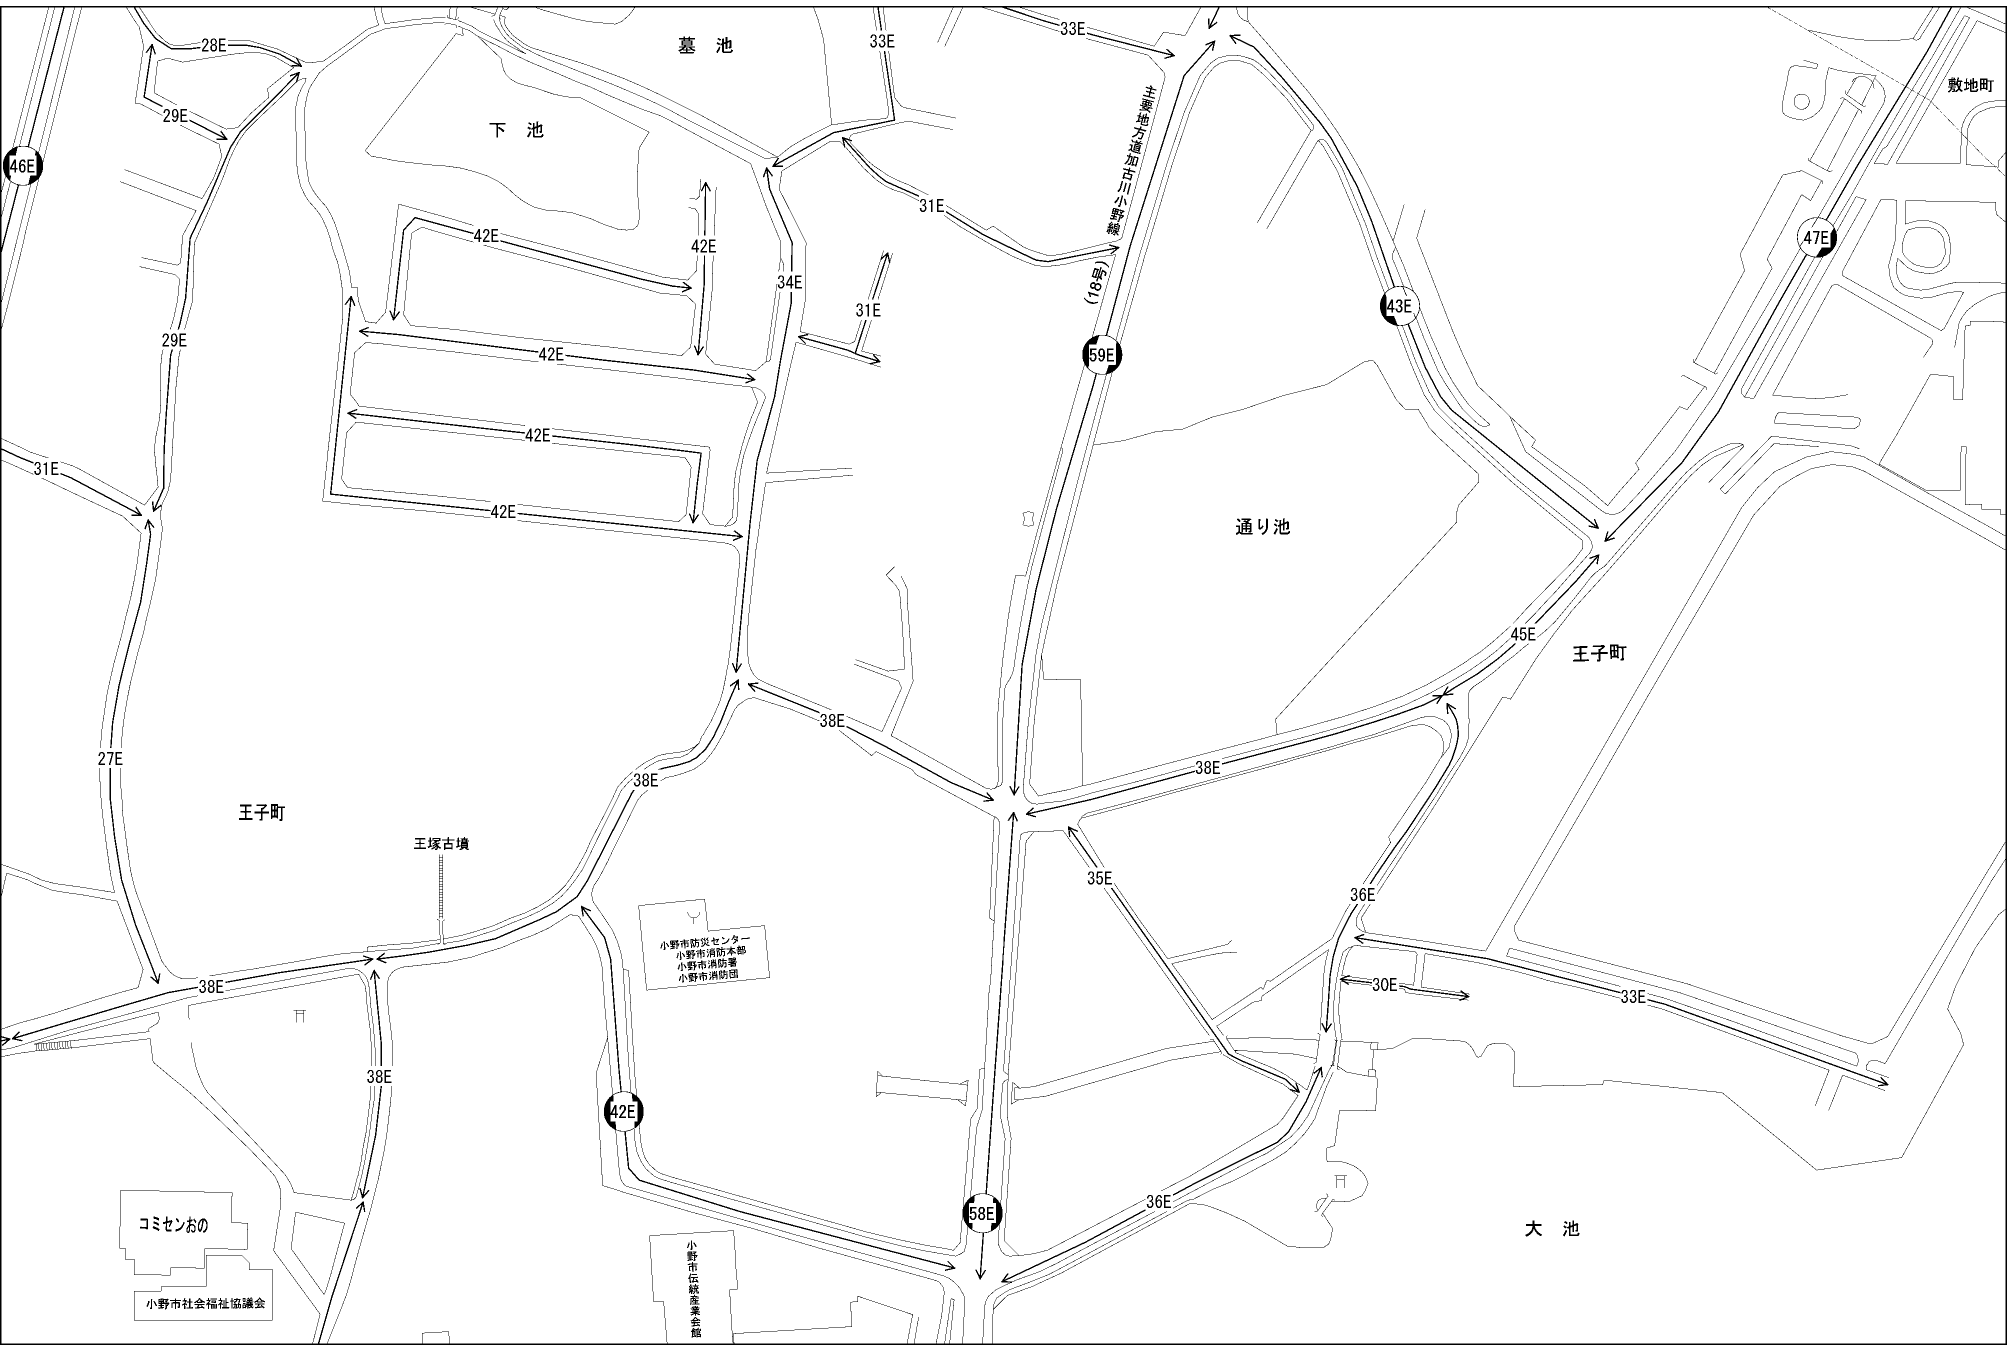 28E
墓　池
33E
33E
敷地町
29E
下　池
主要地方道加古川小野線
(18号)
46E
31E
42E
42E
47E
34E
43E
31E
29E
42E
59E
42E
31E
42E
通り池
45E
王子町
38E
27E
38E
38E
王子町
王塚古墳
35E
36E
小野市防災センター
小野市消防本部
小野市消防署
小野市消防団
38E
30E
33E
38E
42E
36E
58E
コミセンおの
大　池
小野市伝統産業会館
小野市社会福祉協議会